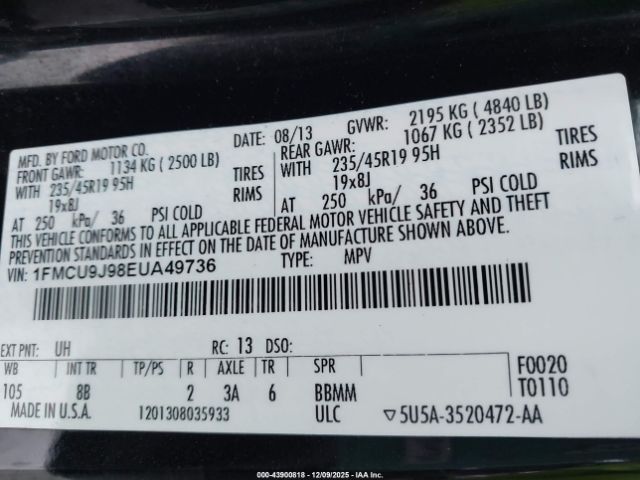 MFD. BY FORD MOTOR CO. DATE: 08/13 GVWR: 2195 KG ( 4840 LB)
FRONT GAWR: 1134 KG ( 2500 LB) REAR GAWR: 1067 KG ( 2352 LB)
WITH 235/45R19 95H TIRES WITH 235/45R19 95H TIRES
19x8J RIMS 19x8J RIMS
AT 250 kPa/ 36 PSI COLD AT 250 kPa/ 36 PSI COLD
THIS VEHICLE CONFORMS TO ALL APPLICABLE FEDERAL MOTOR VEHICLE SAFETY AND THEFT
PREVENTION STANDARDS IN EFFECT ON THE DATE OF MANUFACTURE SHOWN ABOVE.
VIN: 1FMCU9J98EUA49736 TYPE: MPV
EXT PNT: UH RC: 13 DSO:
WB INT TR TP/PS R AXLE TR SPR F0020
105 8B 2 3A 6 BBMM T0110
MADE IN U.S.A. 1201308035933 ULC ▽5U5A-3520472-AA
000-43900818 - 12/09/2025 - IAA Inc.